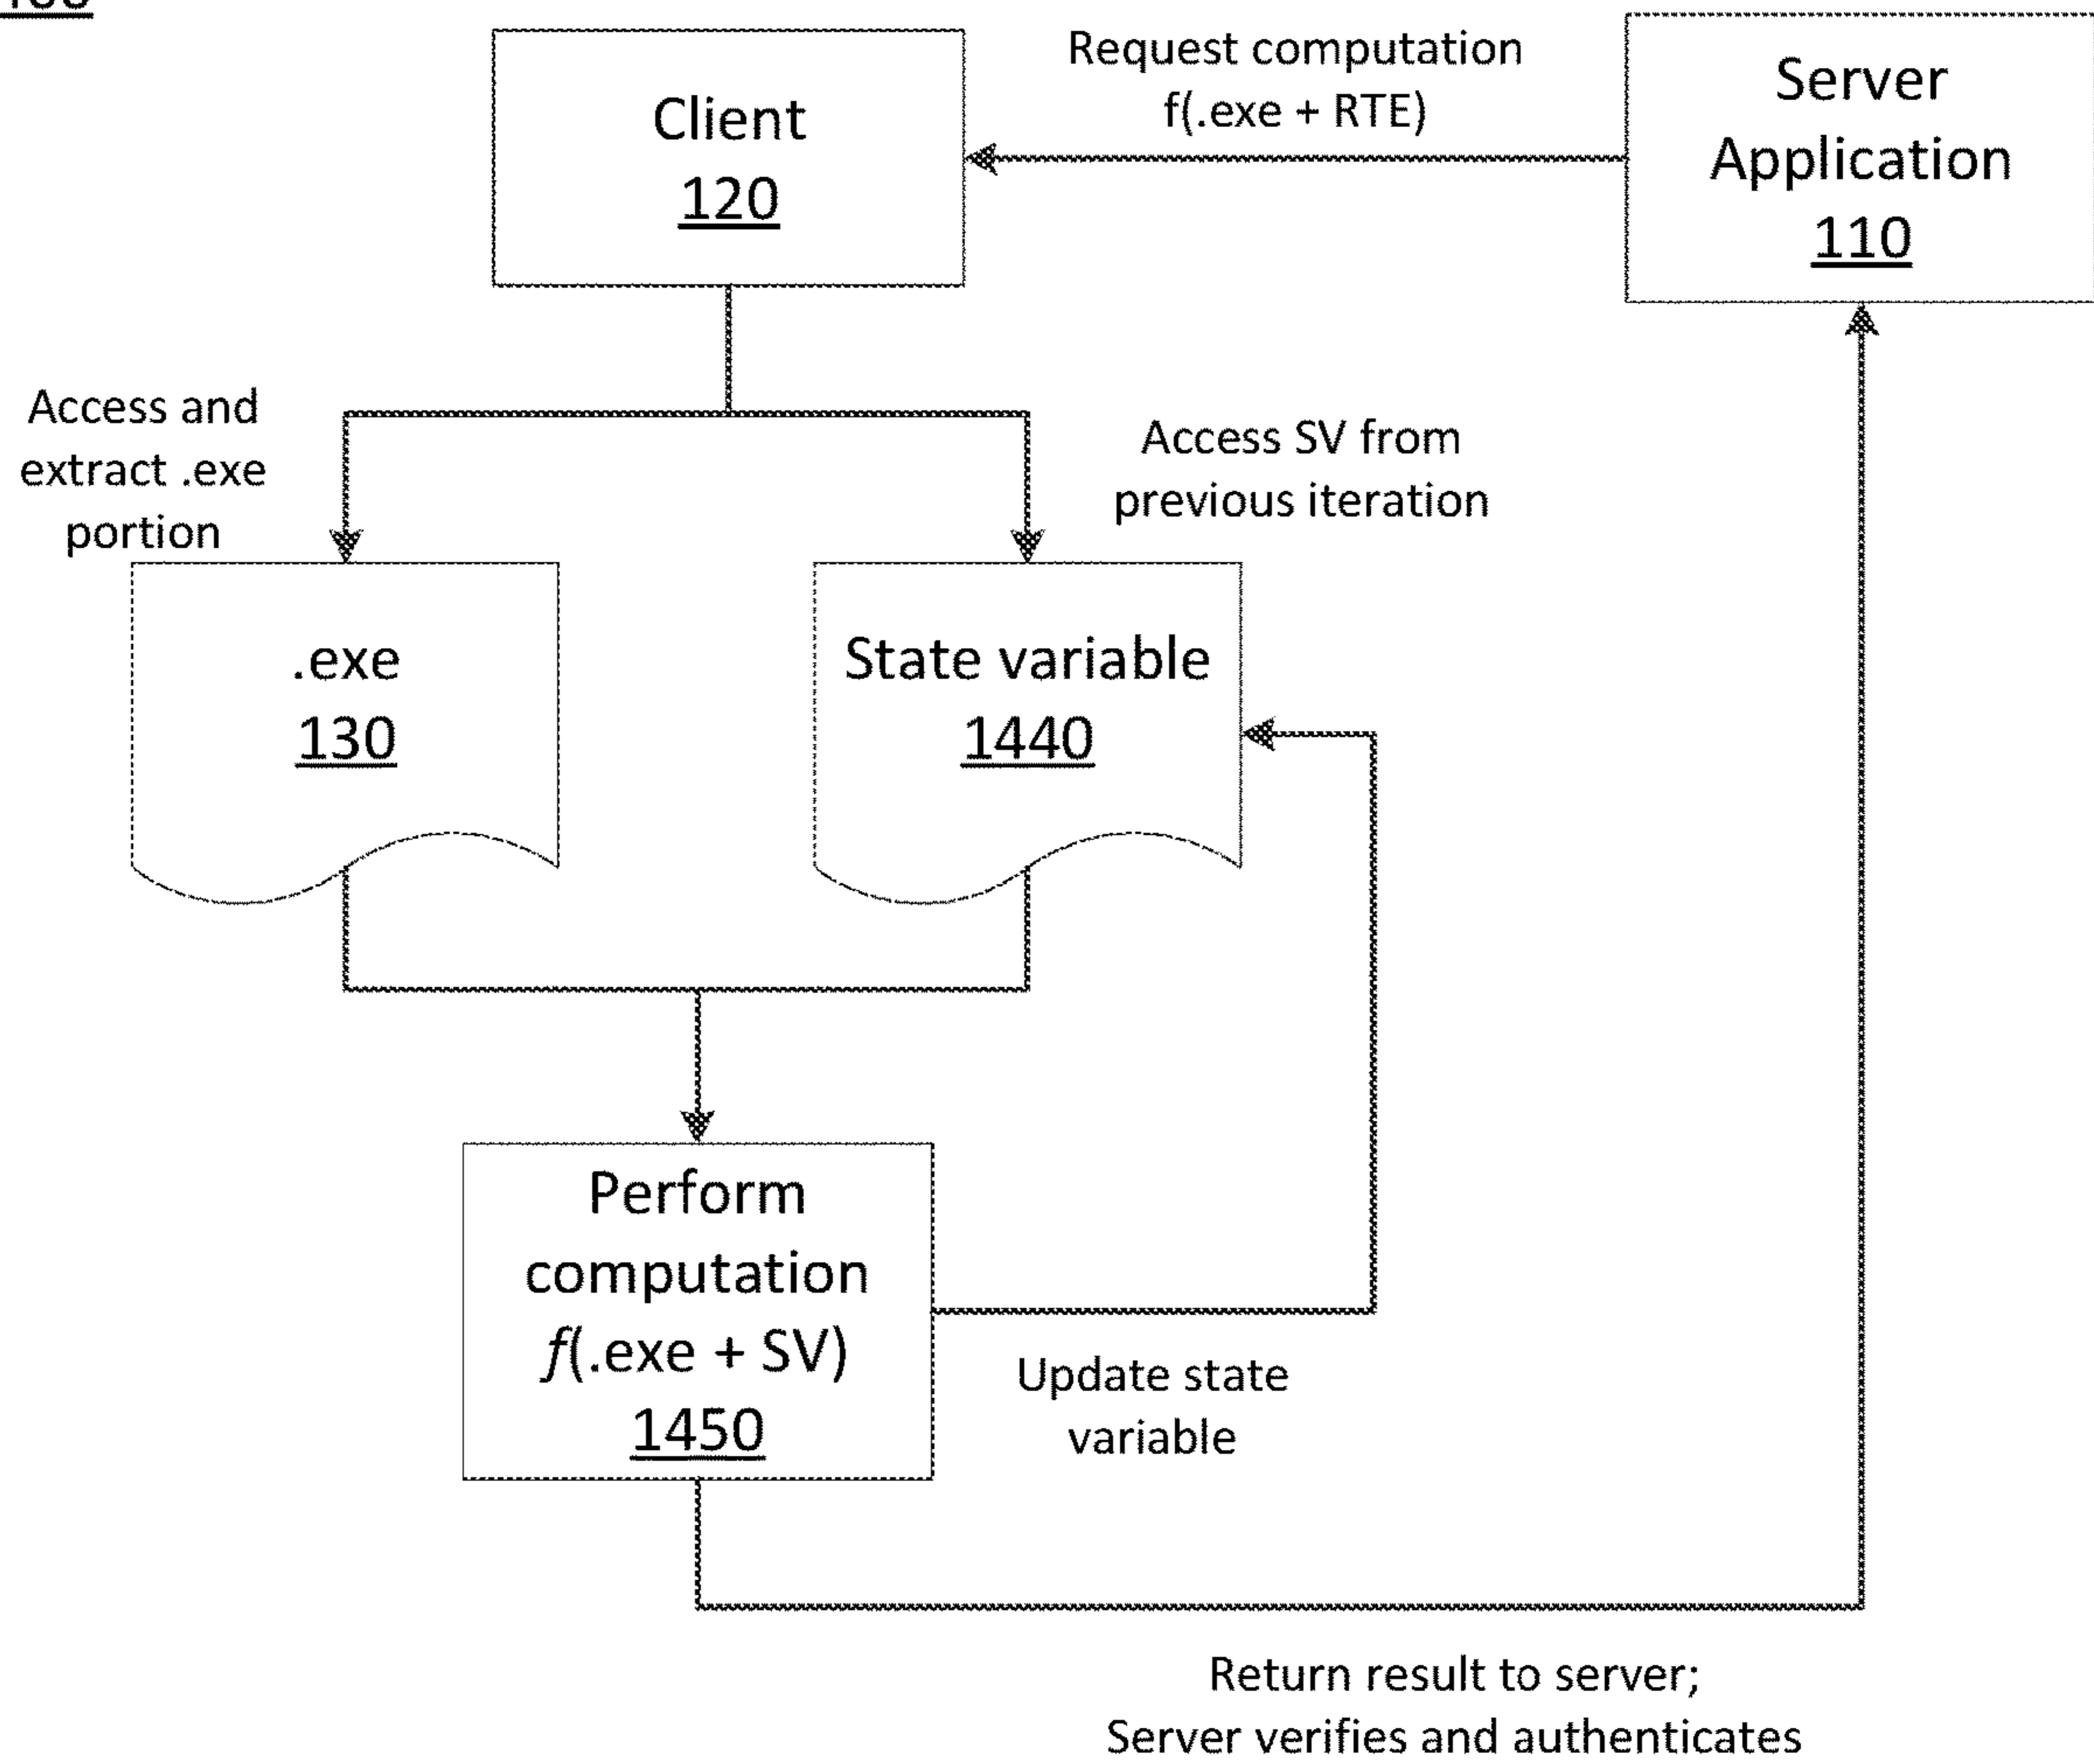 Request computation
f(.exe + RTE)
Server
Application
110
Client
120
Access and
extract .exe
portion
Access SV from
previous iteration
.exe
130
State variable
1440
Perform
computation
f(.exe + SV)
1450
Update state
variable
Return result to server;
Server verifies and authenticates